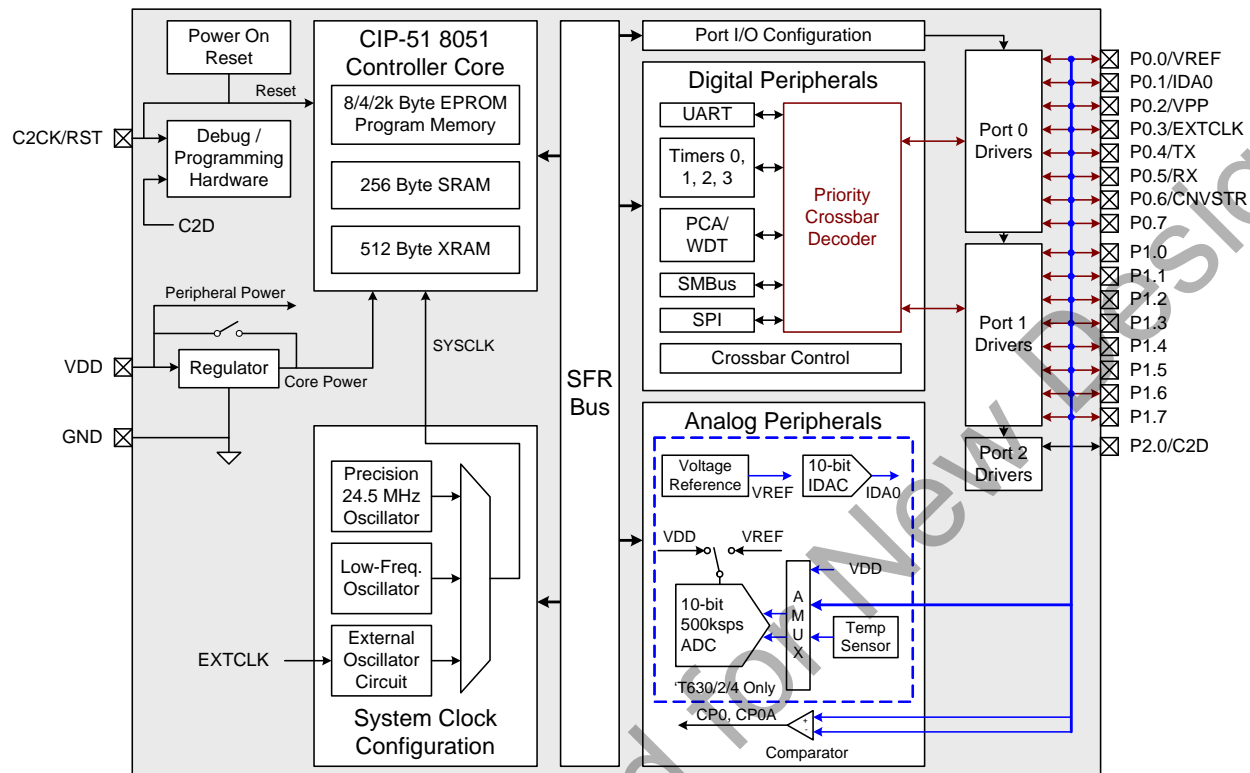 Power On
Reset
Reset
C2CK/RST
Debug /
Programming
Hardware
C2D
Peripheral Power
VDD
Regulator
Core Power
GND
CIP-51 8051
Controller Core
8/4/2k Byte EPROM
Program Memory
256 Byte SRAM
512 Byte XRAM
SYSCLK
Precision
24.5 MHz
Oscillator
Low-Freq.
Oscillator
External
Oscillator
Circuit
EXTCLK
System Clock
Configuration
SFR
Bus
Port I/O Configuration
Digital Peripherals
UART
Timers 0,
1, 2, 3
PCA/
WDT
SMBus
SPI
Priority
Crossbar
Decoder
Crossbar Control
Analog Peripherals
Voltage
Reference
VREF
10-bit
IDAC
IDA0
VDD
VREF
VDD
10-bit
500ksps
ADC
A
M
U
X
Temp
Sensor
'T630/2/4 Only
CP0, CP0A
+
-
Comparator
Port 0
Drivers
Port 1
Drivers
Port 2
Drivers
P0.0/VREF
P0.1/IDA0
P0.2/VPP
P0.3/EXTCLK
P0.4/TX
P0.5/RX
P0.6/CNVSTR
P0.7
P1.0
P1.1
P1.2
P1.3
P1.4
P1.5
P1.6
P1.7
P2.0/C2D
for New